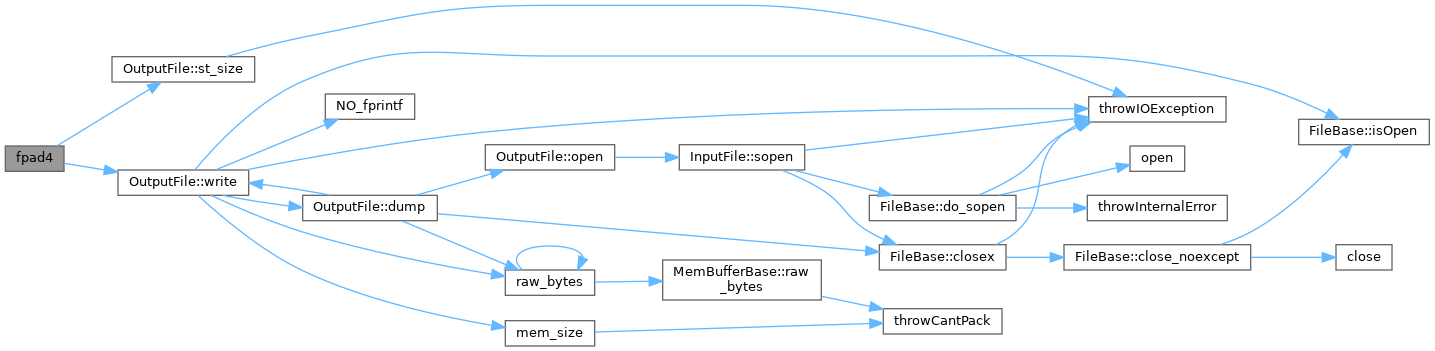 fpad4
OutputFile::st_size
OutputFile::write
NO_fprintf
OutputFile::dump
OutputFile::open
raw_bytes
mem_size
InputFile::sopen
MemBufferBase::raw
_bytes
FileBase::do_sopen
FileBase::closex
throwCantPack
throwIOException
open
throwInternalError
FileBase::close_noexcept
FileBase::isOpen
close